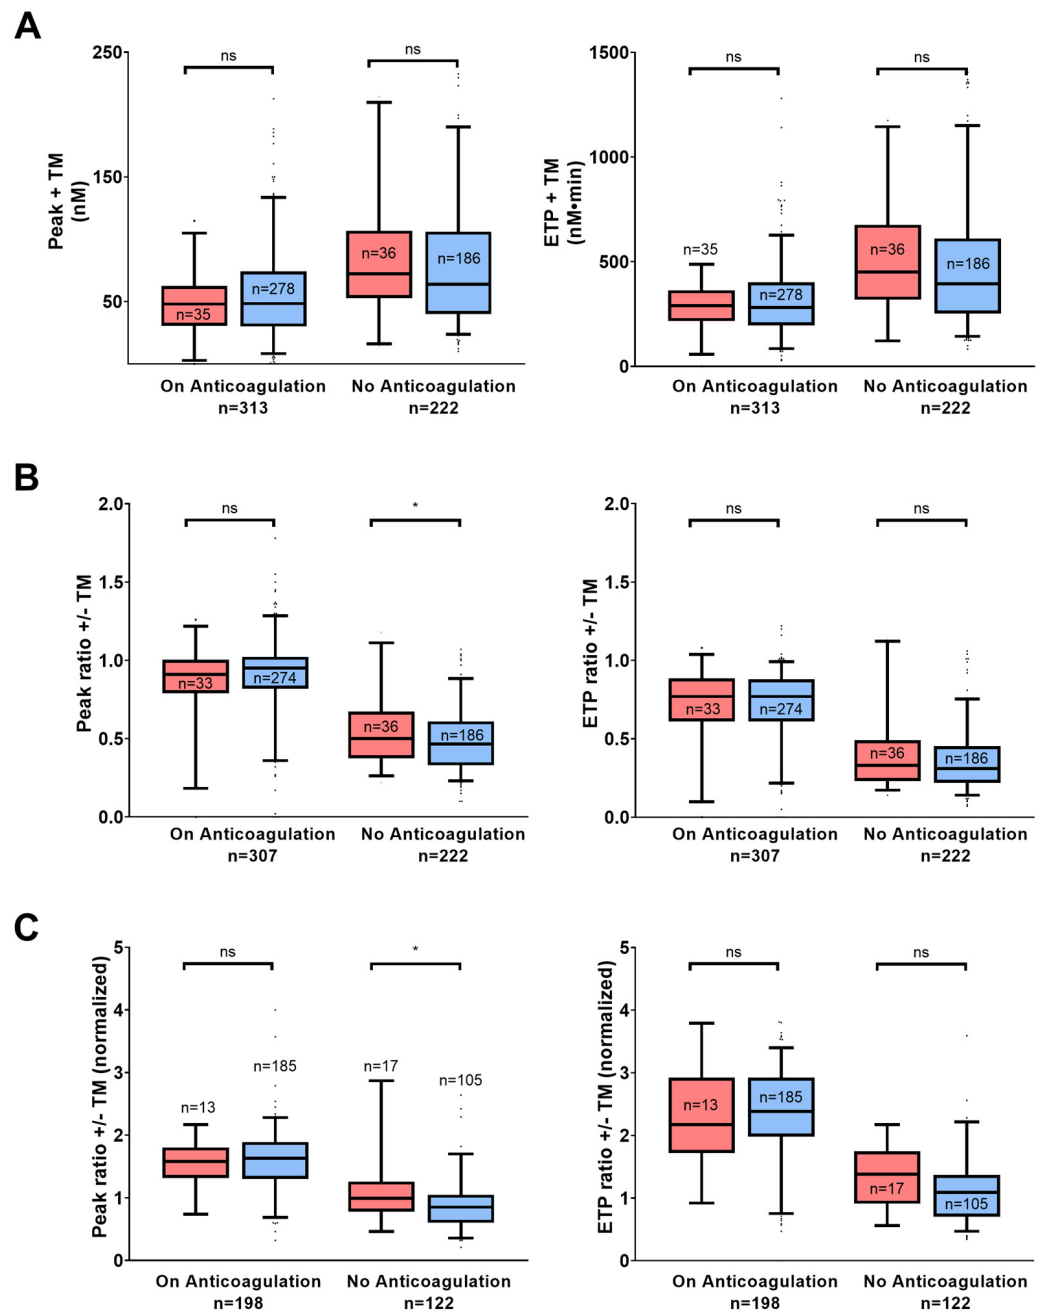 A
250
150
50
Peak + TM
(nM)
ns
ns
n=35
n=278
n=36
n=186
On Anticoagulation
n=313
No Anticoagulation
n=222
1500
1000
500
0
ETP + TM
(nM•min)
ns
ns
n=35
n=278
n=36
n=186
On Anticoagulation
n=313
No Anticoagulation
n=222
B
2.0
1.5
1.0
0.5
0.0
Peak ratio +/- TM
ns
*
n=33
n=274
n=36
n=186
On Anticoagulation
n=307
No Anticoagulation
n=222
2.0
1.5
1.0
0.5
0.0
ETP ratio +/- TM
ns
ns
n=33
n=274
n=36
n=186
On Anticoagulation
n=307
No Anticoagulation
n=222
C
5
4
3
2
1
0
Peak ratio +/- TM (normalized)
ns
*
n=13
n=185
n=17
n=105
On Anticoagulation
n=198
No Anticoagulation
n=122
5
4
3
2
1
0
ETP ratio +/- TM (normalized)
ns
ns
n=13
n=185
n=17
n=105
On Anticoagulation
n=198
No Anticoagulation
n=122